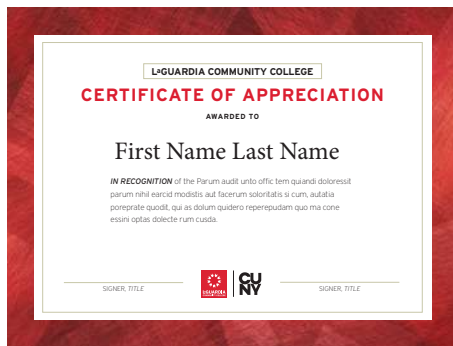 LaGUARDIA COMMUNITY COLLEGE
CERTIFICATE OF APPRECIATION
AWARDED TO
First Name Last Name
IN RECOGNITION of the Parum audit unto offic tem quiandi doloressit
parum nihil earcid modistis aut facerum soloritatis si cum, autatia
poreprate quodit, qui as dolum quidero reperepudam quo ma cone
essini optas dolecte rum cusda.
SIGNER, TITLE
LaGUARDIA
CU
NY
SIGNER, TITLE